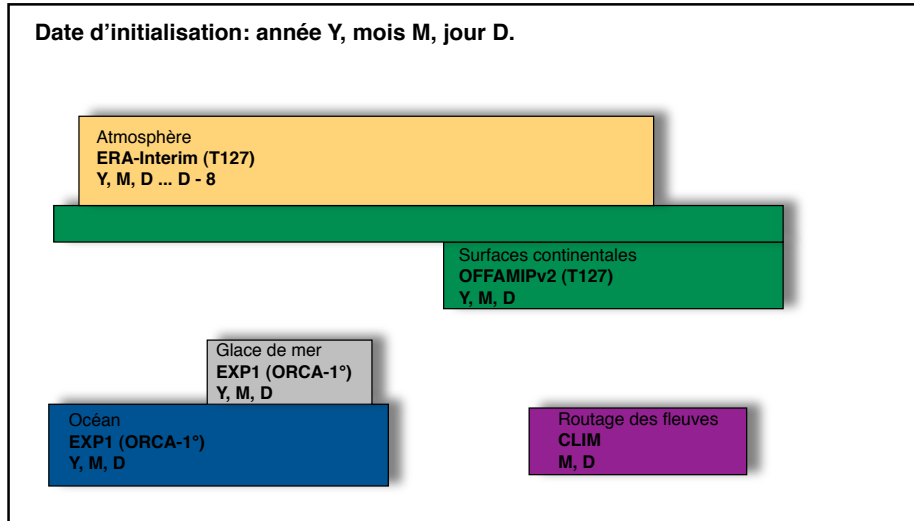 Date d'initialisation: année Y, mois M, jour D.
Atmosphère
ERA-Interim (T127)
Y, M, D ... D - 8
Surfaces continentales
OFFAMIPv2 (T127)
Y, M, D
Glace de mer
EXP1 (ORCA-1°)
Y, M, D
Océan
EXP1 (ORCA-1°)
Y, M, D
Routage des fleuves
CLIM
M, D